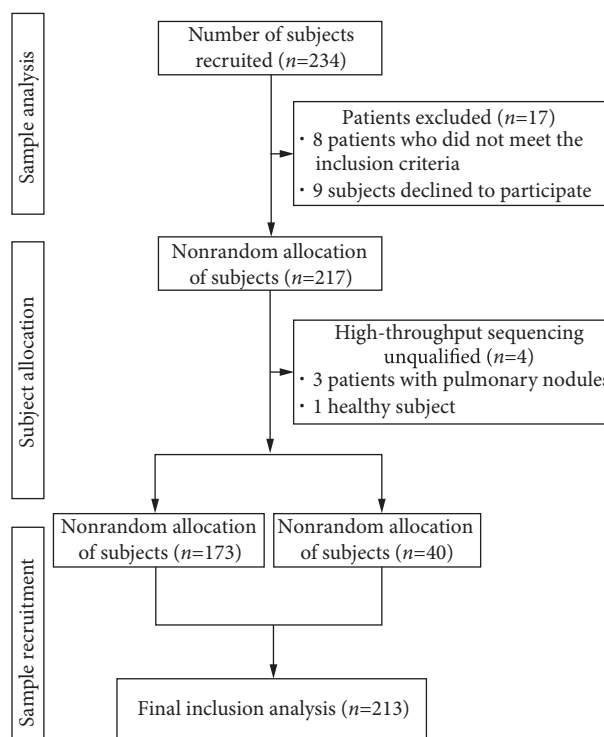 Sample analysis
Number of subjects
recruited (n=234)
Patients excluded (n=17)
· 8 patients who did not meet the
inclusion criteria
· 9 subjects declined to participate
Subject allocation
Nonrandom allocation
of subjects (n=217)
High-throughput sequencing
unqualified (n=4)
· 3 patients with pulmonary nodules
· 1 healthy subject
Sample recruitment
Nonrandom allocation
of subjects (n=173)
Nonrandom allocation
of subjects (n=40)
Final inclusion analysis (n=213)